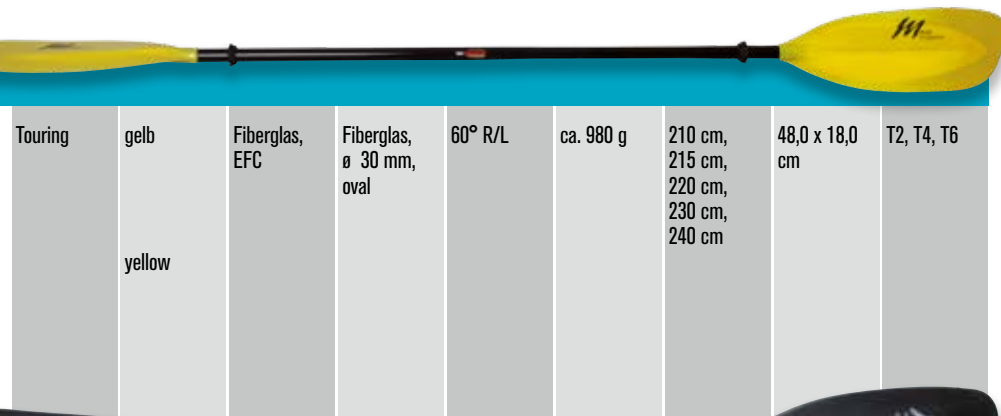 Touring
gelb
yellow
Fiberglas,
EFC
Fiberglas,
ø 30 mm,
oval
60° R/L
ca. 980 g
210 cm,
215 cm,
220 cm,
230 cm,
240 cm
48,0 x 18,0
cm
T2, T4, T6